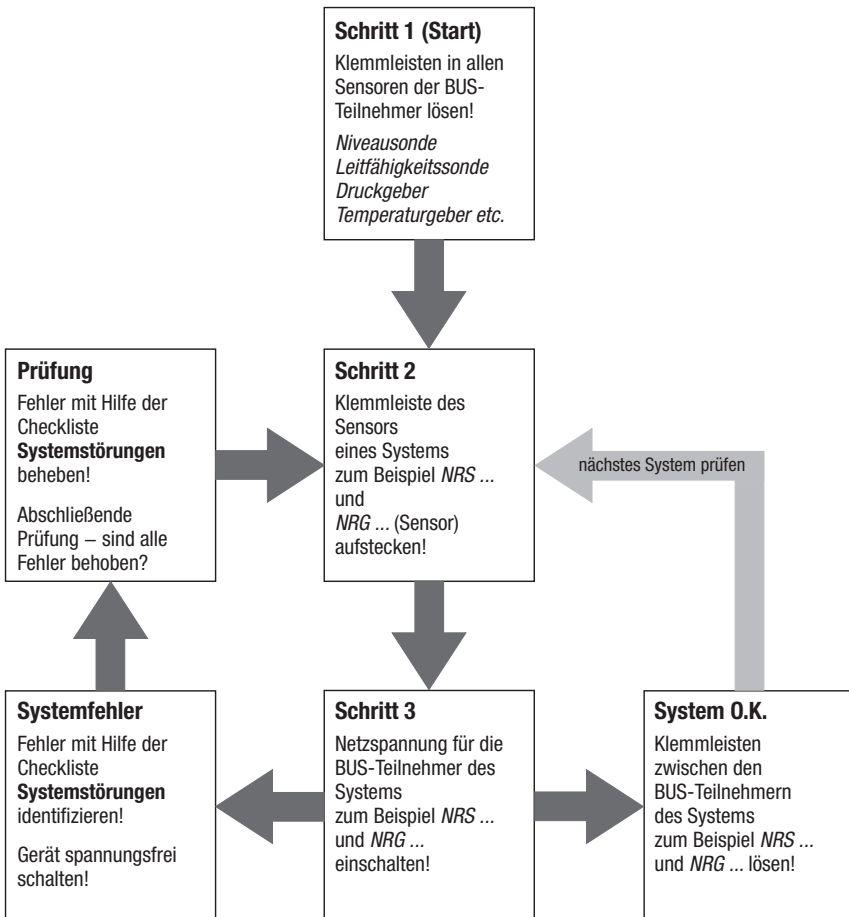 Schritt 1 (Start)
Klemmleisten in allen
Sensoren der BUS-
Teilnehmer lösen!
Niveausonde
Leitfähigkeitssonde
Druckgeber
Temperaturgeber etc.
Prüfung
Fehler mit Hilfe der
Checkliste
Systemstörungen
beheben!
Abschließende
Prüfung – sind alle
Fehler behoben?
Schritt 2
Klemmleiste des
Sensors
eines Systems
zum Beispiel NRS ...
und
NRG ... (Sensor)
aufstecken!
nächstes System prüfen
Systemfehler
Fehler mit Hilfe der
Checkliste
Systemstörungen
identifizieren!
Gerät spannungsfrei
schalten!
Schritt 3
Netzspannung für die
BUS-Teilnehmer des
Systems
zum Beispiel NRS ...
und NRG ...
einschalten!
System O.K.
Klemmleisten
zwischen den
BUS-Teilnehmern
des Systems
zum Beispiel NRS ...
und NRG ... lösen!